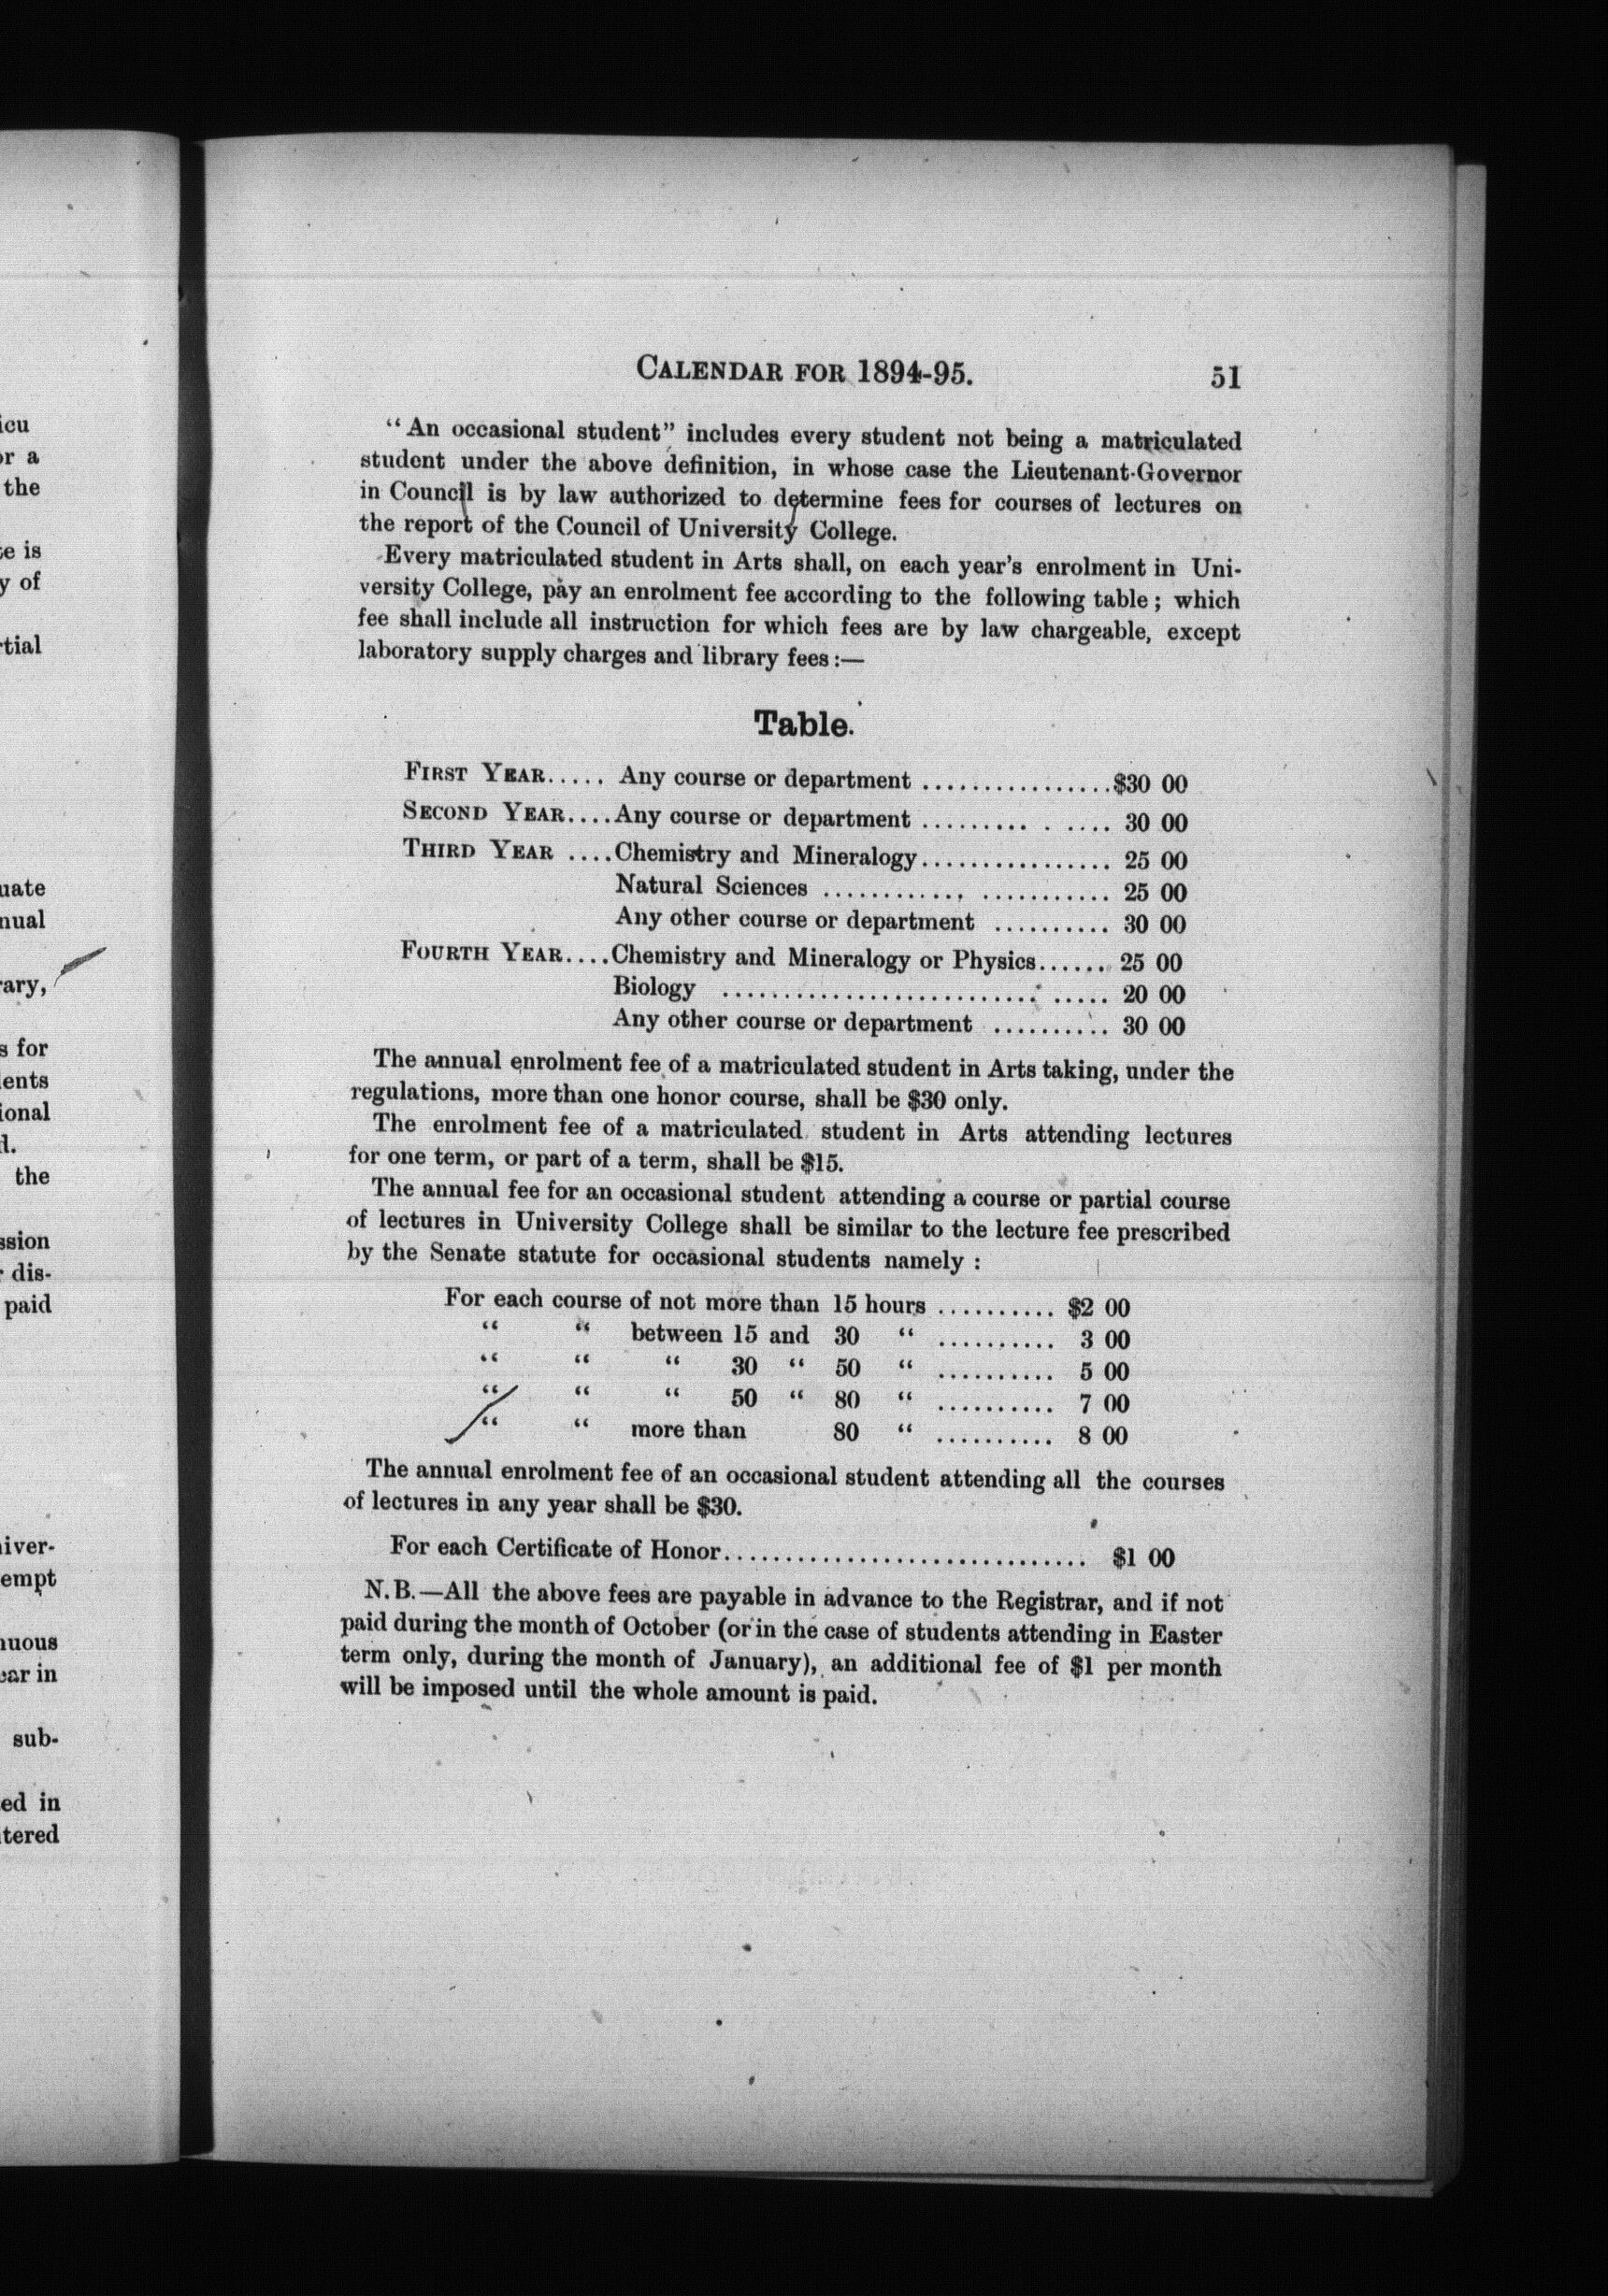 CALENDAR FOR 1894-95. 51
“An occasional student” includes every student not being a matriculated
student under the above definition, in whose case the Lieutenant-Governor
in Council is by law authorized to determine fees for courses of lectures on
the report of the Council of University College.
Every matriculated student in Arts shall, on each year's enrolment in Uni-
versity College, pay an enrolment fee according to the following table; which
fee shall include all instruction for which fees are by law chargeable, except
laboratory supply charges and library fees:—
Table.
FIRST YEAR..... Any course or department ................$30 00
SECOND YEAR....Any course or department ......... . .... 30 00
THIRD YEAR ....Chemistry and Mineralogy................ 25 00
Natural Sciences ............, ........... 25 00
Any other course or department .......... 30 00
FOURTH YEAR....Chemistry and Mineralogy or Physics...... 25 00
Biology .......................... ..... 20 00
Any other course or department .......... 30 00
The annual enrolment fee of a matriculated student in Arts taking, under the
regulations, more than one honor course, shall be $30 only.
The enrolment fee of a matriculated student in Arts attending lectures
for one term, or part of a term, shall be $15.
The annual fee for an occasional student attending a course or partial course
of lectures in University College shall be similar to the lecture fee prescribed
by the Senate statute for occasional students namely :
For each course of not more than 15 hours .......... $2 00
“ “ between 15 and 30 “ .......... 3 00
“ “ “ 30 “ 50 “ .......... 5 00
“ “ “ 50 “ 80 “ .......... 7 00
“ “ more than 80 “ .......... 8 00
The annual enrolment fee of an occasional student attending all the courses
of lectures in any year shall be $30.
For each Certificate of Honor.............................. $1 00
N.B.—All the above fees are payable in advance to the Registrar, and if not
paid during the month of October (or in the case of students attending in Easter
term only, during the month of January), an additional fee of $1 per month
will be imposed until the whole amount is paid.